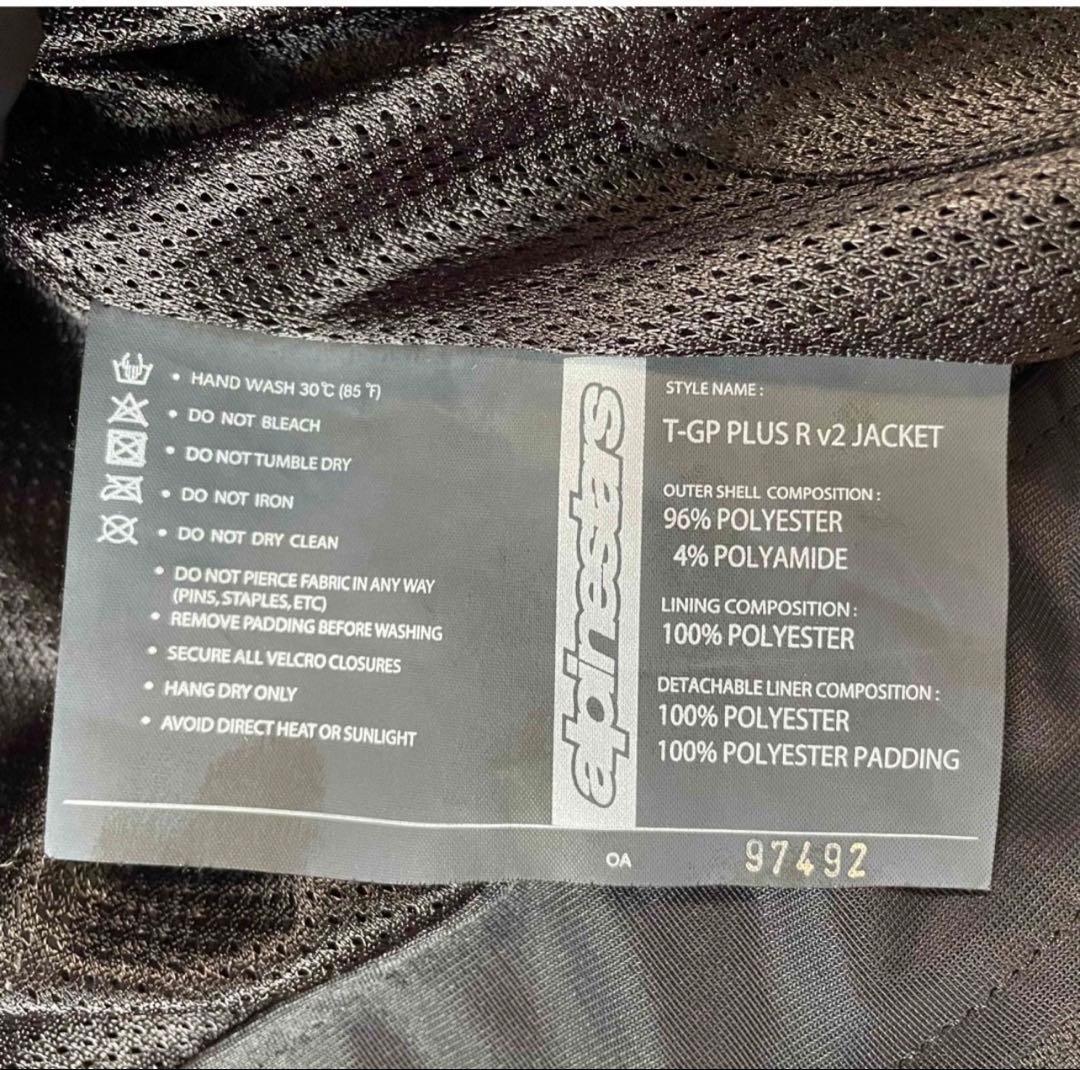 • HAND WASH 30℃ (85 ℉)
• DO NOT BLEACH
• DO NOT TUMBLE DRY
• DO NOT IRON
• DO NOT DRY CLEAN
• DO NOT PIERCE FABRIC IN ANY WAY
(PINS, STAPLES, ETC)
• REMOVE PADDING BEFORE WASHING
• SECURE ALL VELCRO CLOSURES
• HANG DRY ONLY
• AVOID DIRECT HEAT OR SUNLIGHT
alpinestars
STYLE NAME :
T-GP PLUS R v2 JACKET
OUTER SHELL COMPOSITION :
96% POLYESTER
4% POLYAMIDE
LINING COMPOSITION :
100% POLYESTER
DETACHABLE LINER COMPOSITION :
100% POLYESTER
100% POLYESTER PADDING
OA
97492